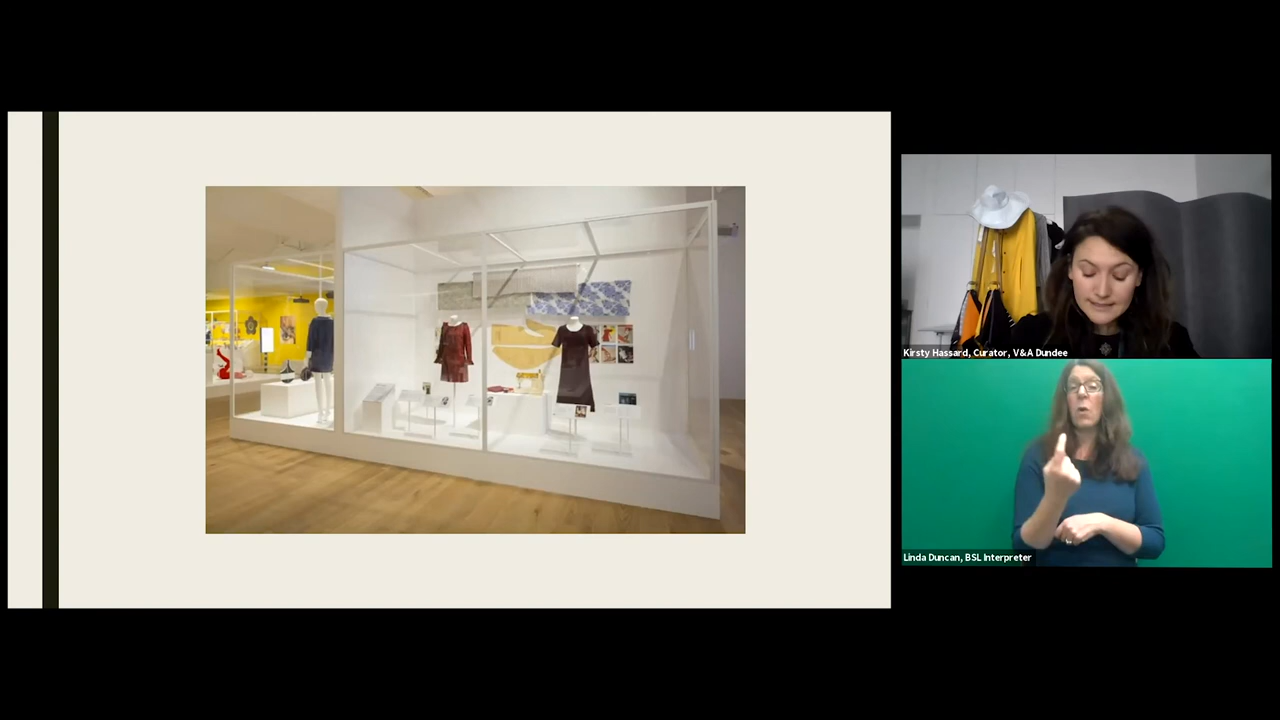 Kirsty Hassard, Curator, V&A Dundee
Linda Duncan, BSL Interpreter